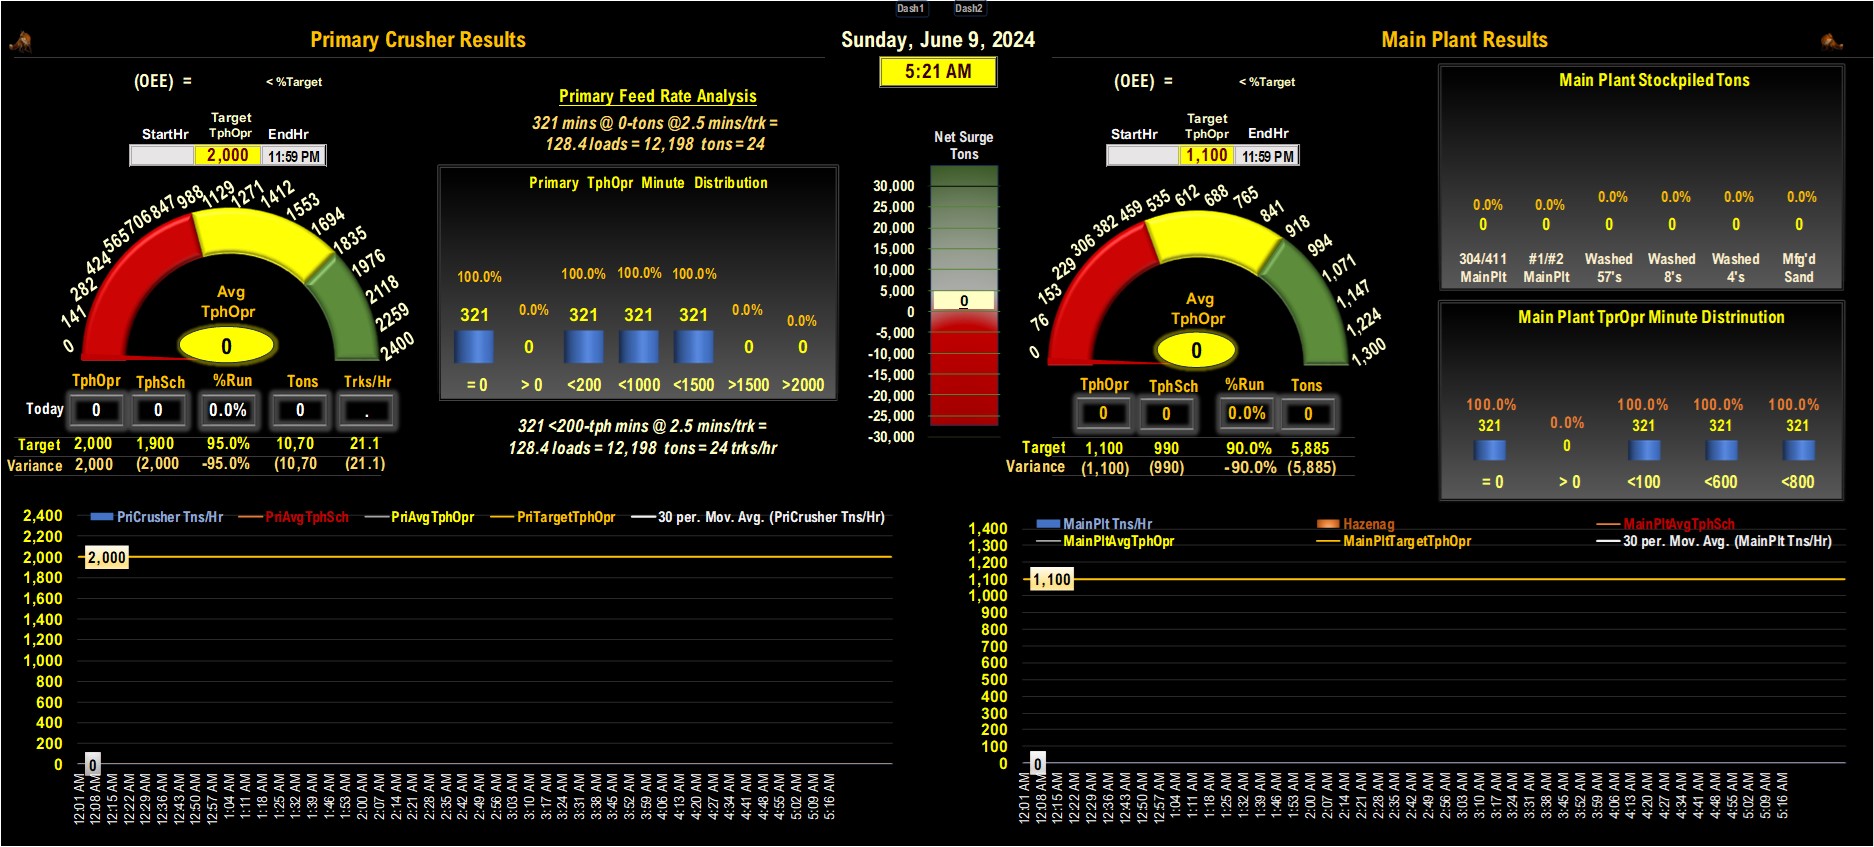 Dash1 Dash2
Primary Crusher Results
Sunday, June 9, 2024
Main Plant Results
5:21 AM
(OEE) = < %Target
StartHr Target TphOpr EndHr
2,000 11:59 PM
0 141 282 424 565 706 847 988 1129 1271 1412 1553 1694 1835 1976 2118 2259 2400
Avg
TphOpr
0
TphOpr TphSch %Run Tons Trks/Hr
Today 0 0 0.0% 0 .
Target 2,000 1,900 95.0% 10,70 21.1
Variance 2,000 (2,000 -95.0% (10,70 (21.1)
Primary Feed Rate Analysis
321 mins @ 0-tons @2.5 mins/trk =
128.4 loads = 12,198 tons = 24
Primary TphOpr Minute Distribution
100.0% 0.0% 100.0% 100.0% 100.0% 0.0% 0.0%
321 0 321 321 321 0 0
= 0 > 0 <200 <1000 <1500 >1500 >2000
321 <200-tph mins @ 2.5 mins/trk =
128.4 loads = 12,198 tons = 24 trks/hr
Net Surge
Tons
30,000
25,000
20,000
15,000
10,000
5,000
0
0
-5,000
-10,000
-15,000
-20,000
-25,000
-30,000
(OEE) = < %Target
StartHr Target TphOpr EndHr
1,100 11:59 PM
0 76 153 229 306 382 459 535 612 688 765 841 918 994 1,071 1,147 1,224 1,300
Avg
TphOpr
0
TphOpr TphSch %Run Tons
0 0 0.0% 0
Target 1,100 990 90.0% 5,885
Variance (1,100) (990) -90.0% (5,885)
Main Plant Stockpiled Tons
0.0% 0.0% 0.0% 0.0% 0.0% 0.0%
0 0 0 0 0 0
304/411 #1/#2 Washed Washed Washed Mfg'd
MainPlt MainPlt 57's 8's 4's Sand
Main Plant TprOpr Minute Distrinution
100.0% 0.0% 100.0% 100.0% 100.0%
321 0 321 321 321
= 0 > 0 <100 <600 <800
PriCrusher Tns/Hr PriAvgTphSch PriAvgTphOpr PriTargetTphOpr 30 per. Mov. Avg. (PriCrusher Tns/Hr)
2,400
2,200
2,000 2,000
1,800
1,600
1,400
1,200
1,000
800
600
400
200
0 0
12:01 AM 12:08 AM 12:15 AM 12:22 AM 12:29 AM 12:36 AM 12:43 AM 12:50 AM 12:57 AM 1:04 AM 1:11 AM 1:18 AM 1:25 AM 1:32 AM 1:39 AM 1:46 AM 1:53 AM 2:00 AM 2:07 AM 2:14 AM 2:21 AM 2:28 AM 2:35 AM 2:42 AM 2:49 AM 2:56 AM 3:03 AM 3:10 AM 3:17 AM 3:24 AM 3:31 AM 3:38 AM 3:45 AM 3:52 AM 3:59 AM 4:06 AM 4:13 AM 4:20 AM 4:27 AM 4:34 AM 4:41 AM 4:48 AM 4:55 AM 5:02 AM 5:09 AM 5:16 AM
MainPlt Tns/Hr Hazenag MainPltAvgTphSch
MainPltAvgTphOpr MainPltTargetTphOpr 30 per. Mov. Avg. (MainPlt Tns/Hr)
1,400
1,300
1,200
1,100 1,100
1,000
900
800
700
600
500
400
300
200
100
0 0
12:01 AM 12:08 AM 12:15 AM 12:22 AM 12:29 AM 12:36 AM 12:43 AM 12:50 AM 12:57 AM 1:04 AM 1:11 AM 1:18 AM 1:25 AM 1:32 AM 1:39 AM 1:46 AM 1:53 AM 2:00 AM 2:07 AM 2:14 AM 2:21 AM 2:28 AM 2:35 AM 2:42 AM 2:49 AM 2:56 AM 3:03 AM 3:10 AM 3:17 AM 3:24 AM 3:31 AM 3:38 AM 3:45 AM 3:52 AM 3:59 AM 4:06 AM 4:13 AM 4:20 AM 4:27 AM 4:34 AM 4:41 AM 4:48 AM 4:55 AM 5:02 AM 5:09 AM 5:16 AM